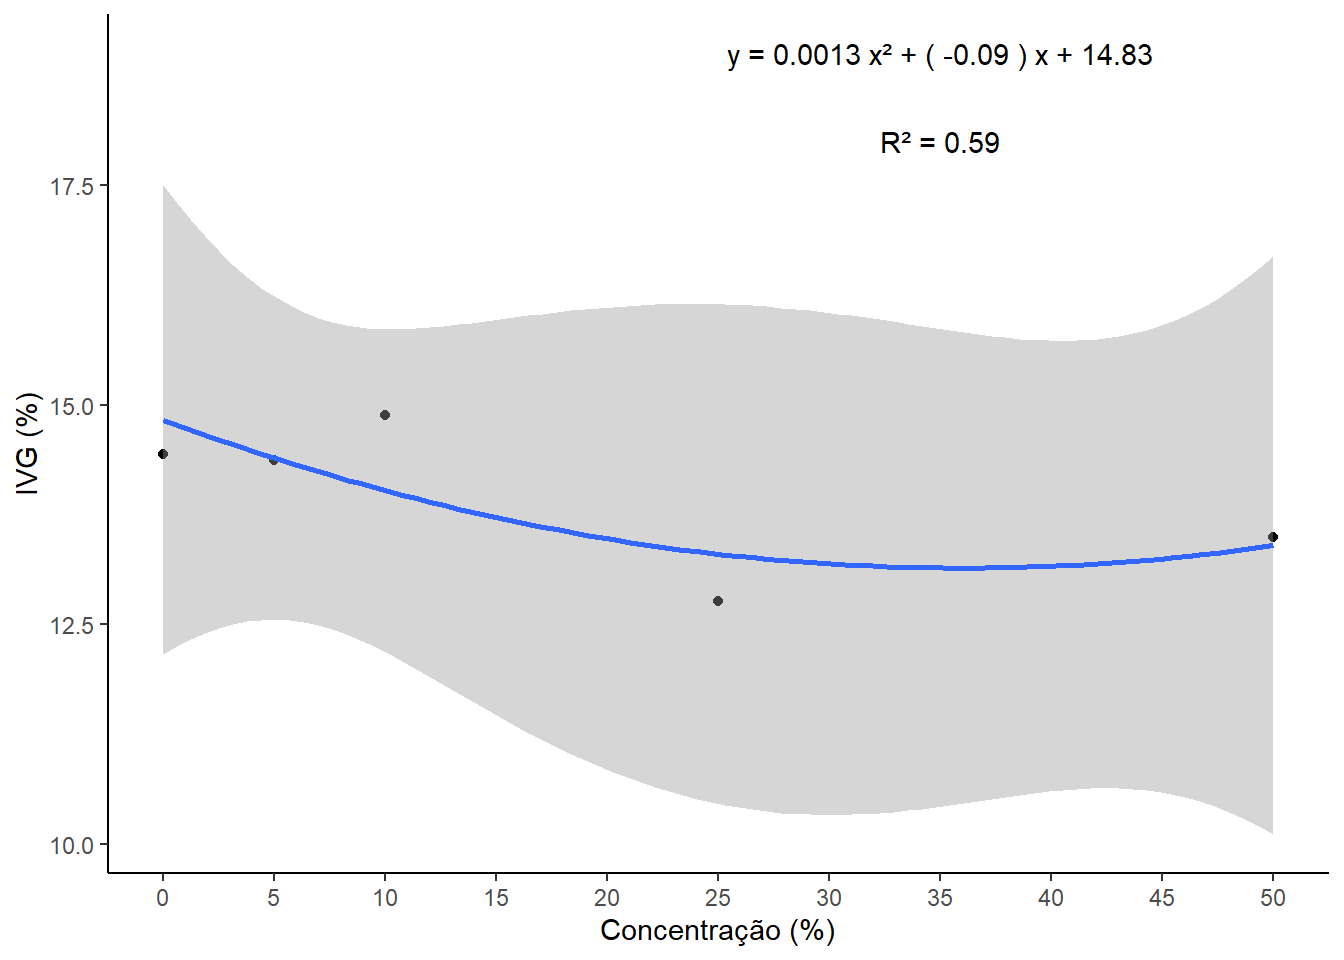 y = 0.0013 x² + ( -0.09 ) x + 14.83
R² = 0.59
17.5
15.0
12.5
10.0
IVG (%)
0 5 10 15 20 25 30 35 40 45 50
Concentração (%)